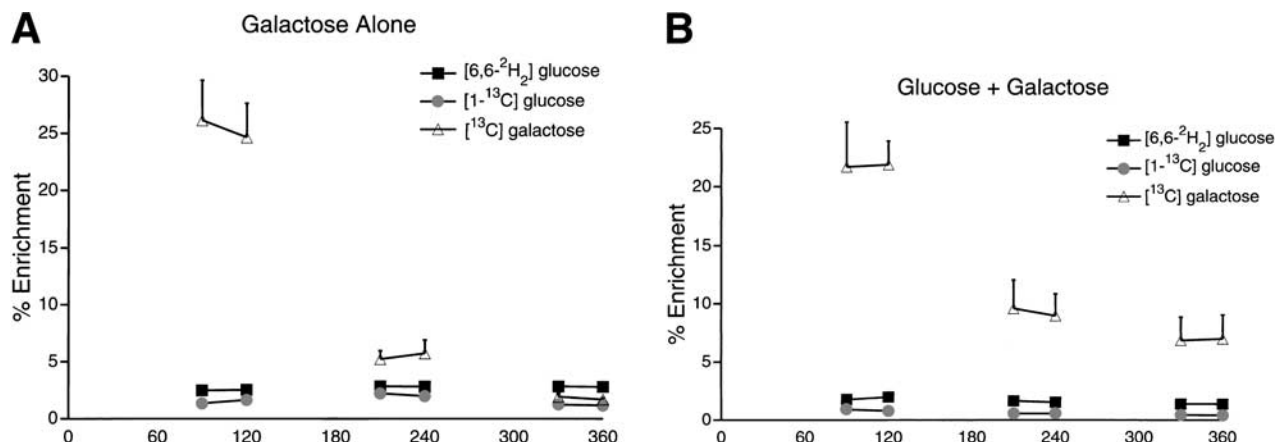 A
Galactose Alone
[6,6-²H₂] glucose
[1-¹³C] glucose
[¹³C] galactose
% Enrichment
30
25
20
15
10
5
0
0 60 120 180 240 300 360
B
Glucose + Galactose
[6,6-²H₂] glucose
[1-¹³C] glucose
[¹³C] galactose
% Enrichment
25
20
15
10
5
0
0 60 120 180 240 300 360